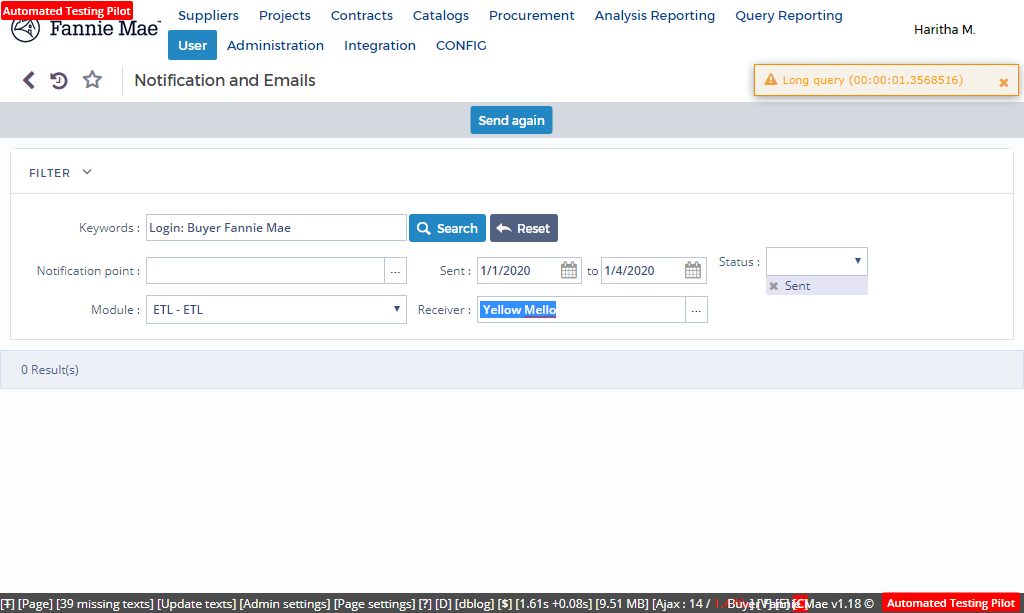 Automated Testing Pilot
Fannie Mae
Suppliers Projects Contracts Catalogs Procurement Analysis Reporting Query Reporting
User Administration Integration CONFIG
Haritha M.
Notification and Emails
Long query (00:00:01.3568516)
Send again
FILTER
Keywords : Login: Buyer Fannie Mae Search Reset
Notification point : ... Sent : 1/1/2020 to 1/4/2020 Status :
Sent
Module : ETL - ETL Receiver : Yellow Mello ...
0 Result(s)
[T] [Page] [39 missing texts] [Update texts] [Admin settings] [Page settings] [?] [D] [dblog] [$] [1.61s +0.08s] [9.51 MB] [Ajax : 14 / Buyer Fannie Mae v1.18 © Automated Testing Pilot